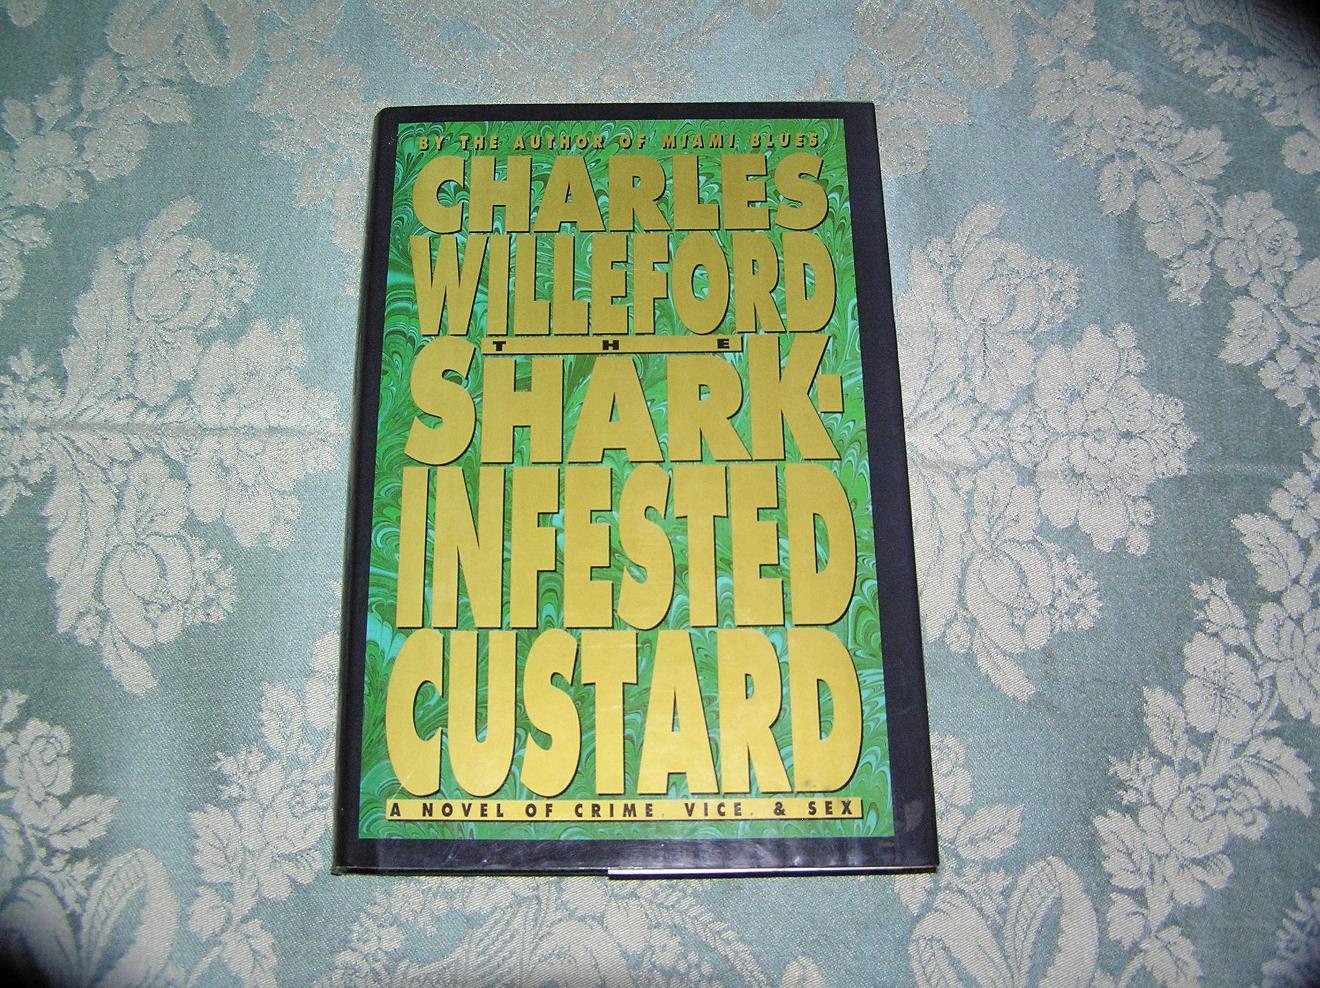 BY THE AUTHOR OF MIAMI BLUES
CHARLES
WILLEFORD
THE
SHARK-
INFESTED
CUSTARD
A NOVEL OF CRIME, VICE, & SEX